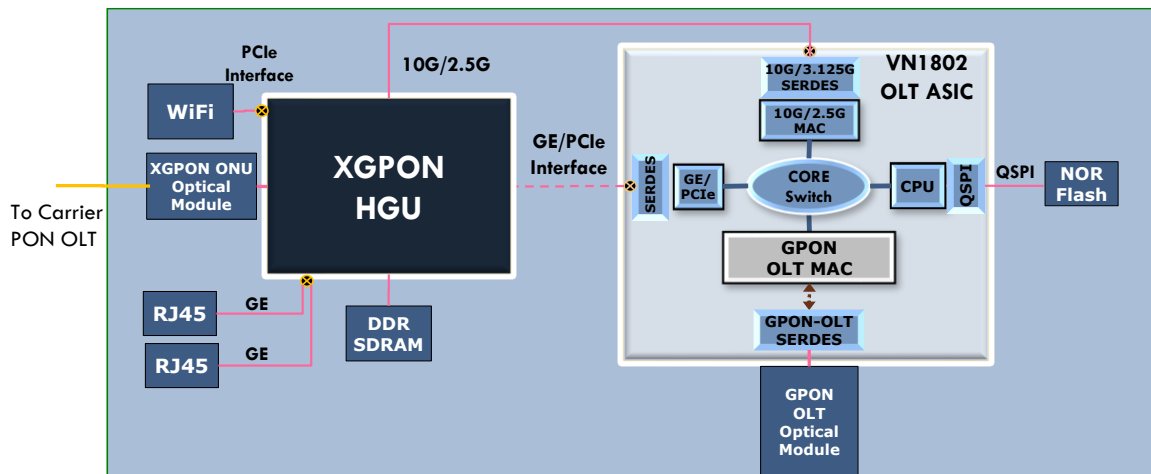 PCIe
Interface
10G/2.5G
WiFi
XGPON ONU
Optical
Module
To Carrier
PON OLT
XGPON
HGU
RJ45
GE
RJ45
GE
DDR
SDRAM
GE/PCIe
Interface
VN1802
OLT ASIC
10G/3.125G
SERDES
10G/2.5G
MAC
SERDES
GE/
PCIe
CORE
Switch
CPU
QSPI
QSPI
NOR
Flash
GPON
OLT MAC
GPON-OLT
SERDES
GPON
OLT
Optical
Module